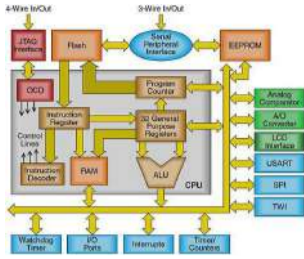 4-Wire In/Out
3-Wire In/Out
JTAG
Interface
Flash
Serial
Peripheral
Interface
EEPROM
OCD
Program
Counter
Instruction
Register
32 General
Purpose
Registers
Control
Lines
Instruction
Decoder
RAM
ALU
CPU
Analog
Comparator
A/D
Converter
LCD
Interface
USART
SPI
TWI
Watchdog
Timer
I/O
Ports
Interrupts
Timer/
Counters